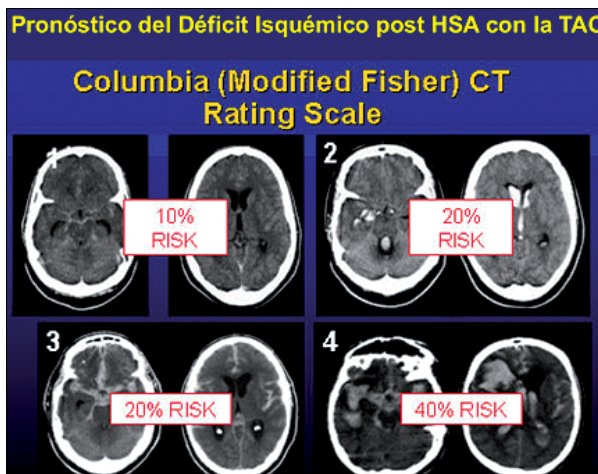 Pronóstico del Déficit Isquémico post HSA con la TAC
Columbia (Modified Fisher) CT
Rating Scale
1
10%
RISK
2
20%
RISK
3
20% RISK
4
40% RISK